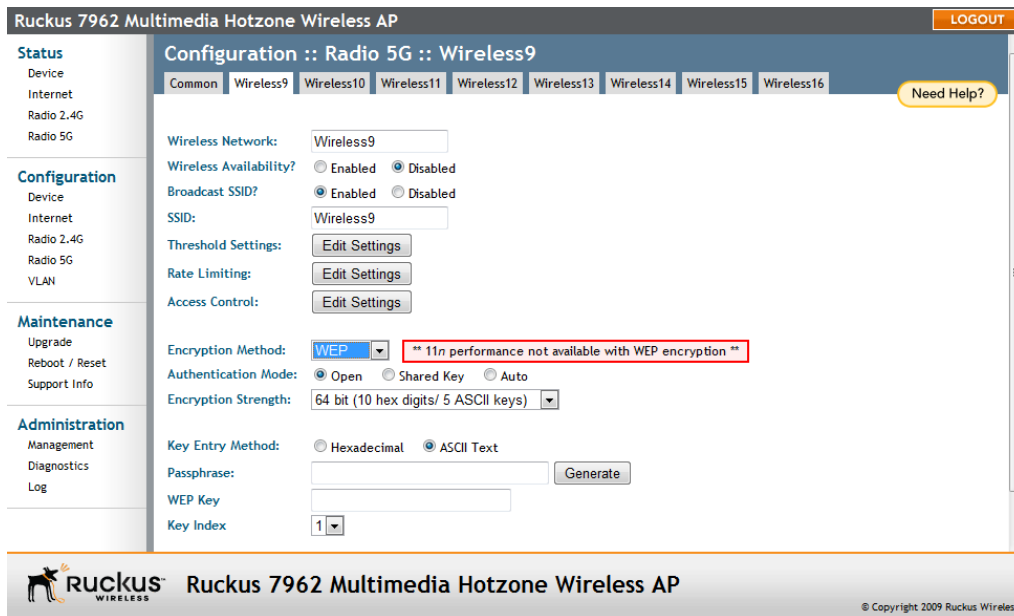 Ruckus 7962 Multimedia Hotzone Wireless AP
LOGOUT
Status
Device
Internet
Radio 2.4G
Radio 5G
Configuration
Device
Internet
Radio 2.4G
Radio 5G
VLAN
Maintenance
Upgrade
Reboot / Reset
Support Info
Administration
Management
Diagnostics
Log
Configuration :: Radio 5G :: Wireless9
Common Wireless9 Wireless10 Wireless11 Wireless12 Wireless13 Wireless14 Wireless15 Wireless16
Need Help?
Wireless Network: Wireless9
Wireless Availability? Enabled Disabled
Broadcast SSID? Enabled Disabled
SSID: Wireless9
Threshold Settings: Edit Settings
Rate Limiting: Edit Settings
Access Control: Edit Settings
Encryption Method: WEP ** 11n performance not available with WEP encryption **
Authentication Mode: Open Shared Key Auto
Encryption Strength: 64 bit (10 hex digits/ 5 ASCII keys)
Key Entry Method: Hexadecimal ASCII Text
Passphrase: Generate
WEP Key
Key Index 1
RUCKUS WIRELESS Ruckus 7962 Multimedia Hotzone Wireless AP
© Copyright 2009 Ruckus Wireles